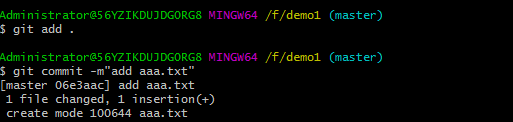 Administrator@56YZIKDUJDGORG8 MINGW64 /f/demo1 (master)
$ git add .
Administrator@56YZIKDUJDGORG8 MINGW64 /f/demo1 (master)
$ git commit -m"add aaa.txt"
[master 06e3aac] add aaa.txt
 1 file changed, 1 insertion(+)
 create mode 100644 aaa.txt